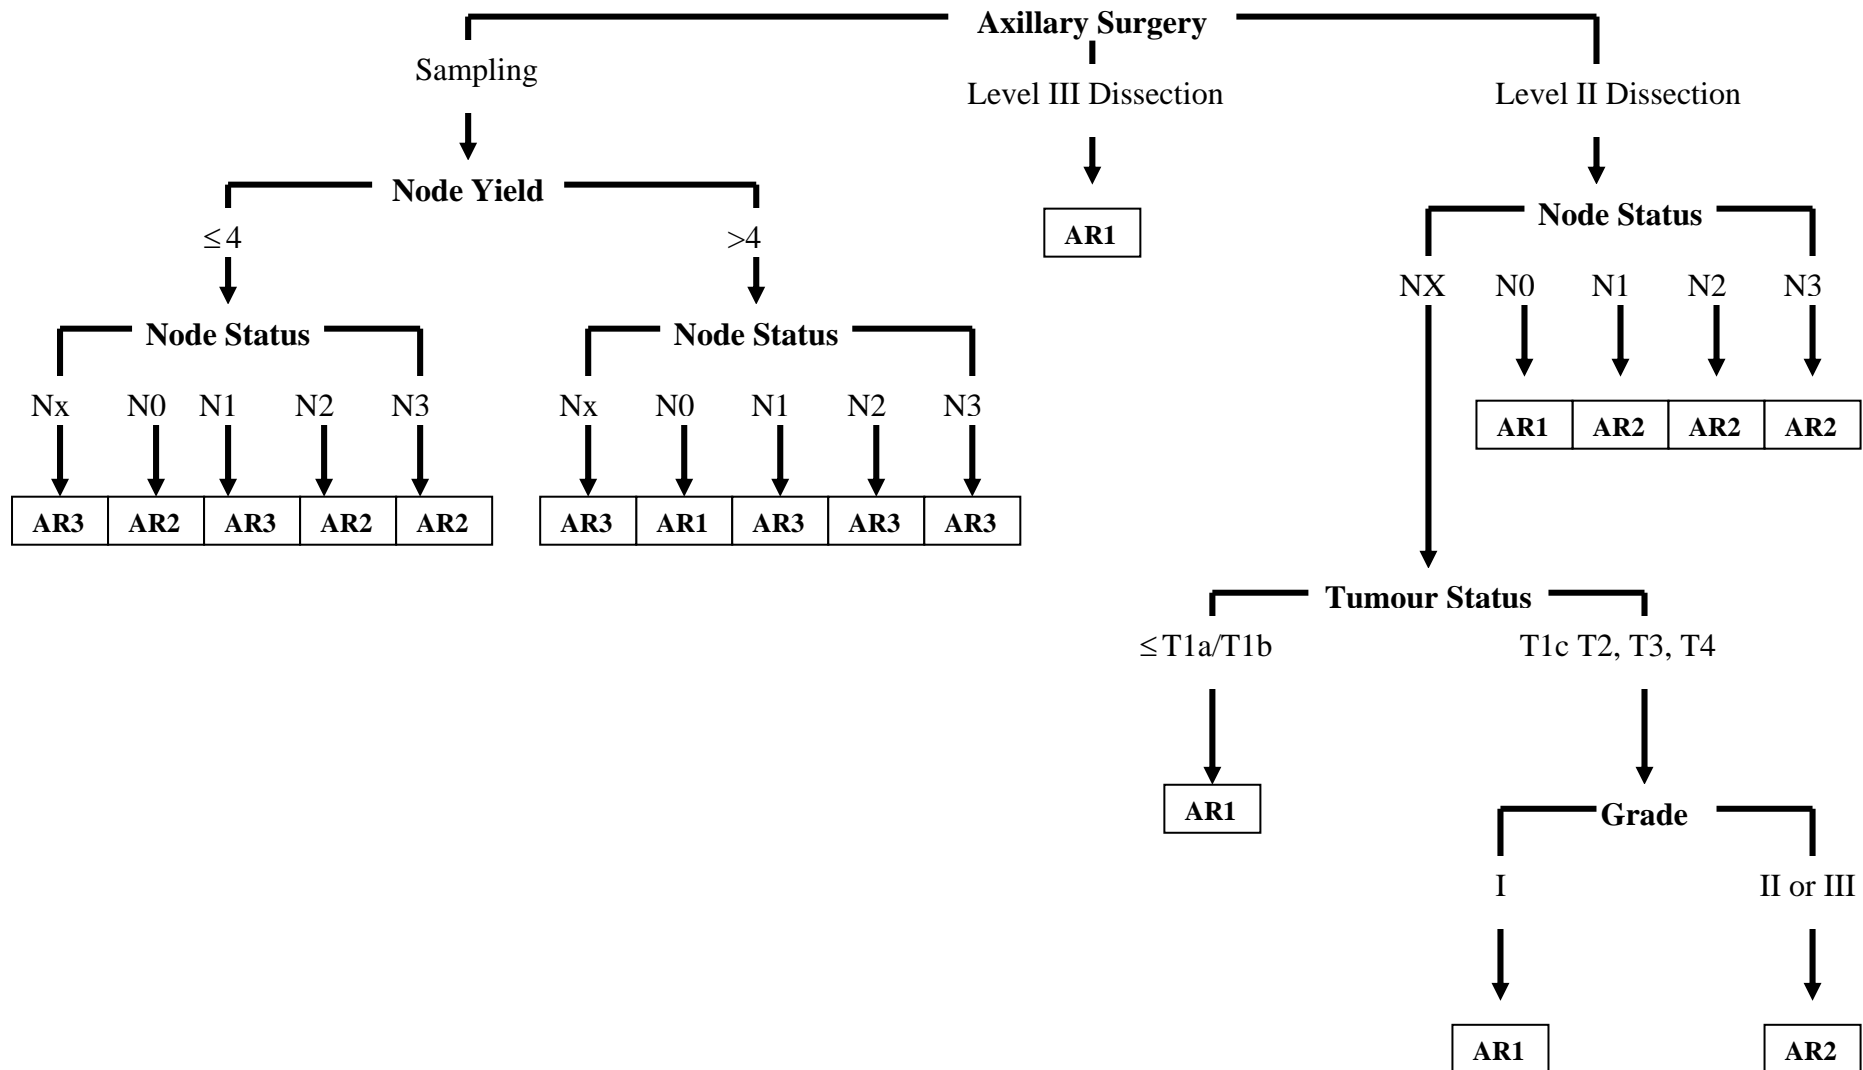 Axillary Surgery
Sampling
Level III Dissection
Level II Dissection
Node Yield
AR1
Node Status
≤ 4
>4
NX N0 N1 N2 N3
Node Status
Node Status
Nx N0 N1 N2 N3
Nx N0 N1 N2 N3
AR1 AR2 AR2 AR2
AR3 AR2 AR3 AR2 AR2
AR3 AR1 AR3 AR3 AR3
Tumour Status
≤ T1a/T1b
T1c T2, T3, T4
AR1
Grade
I
II or III
AR1
AR2